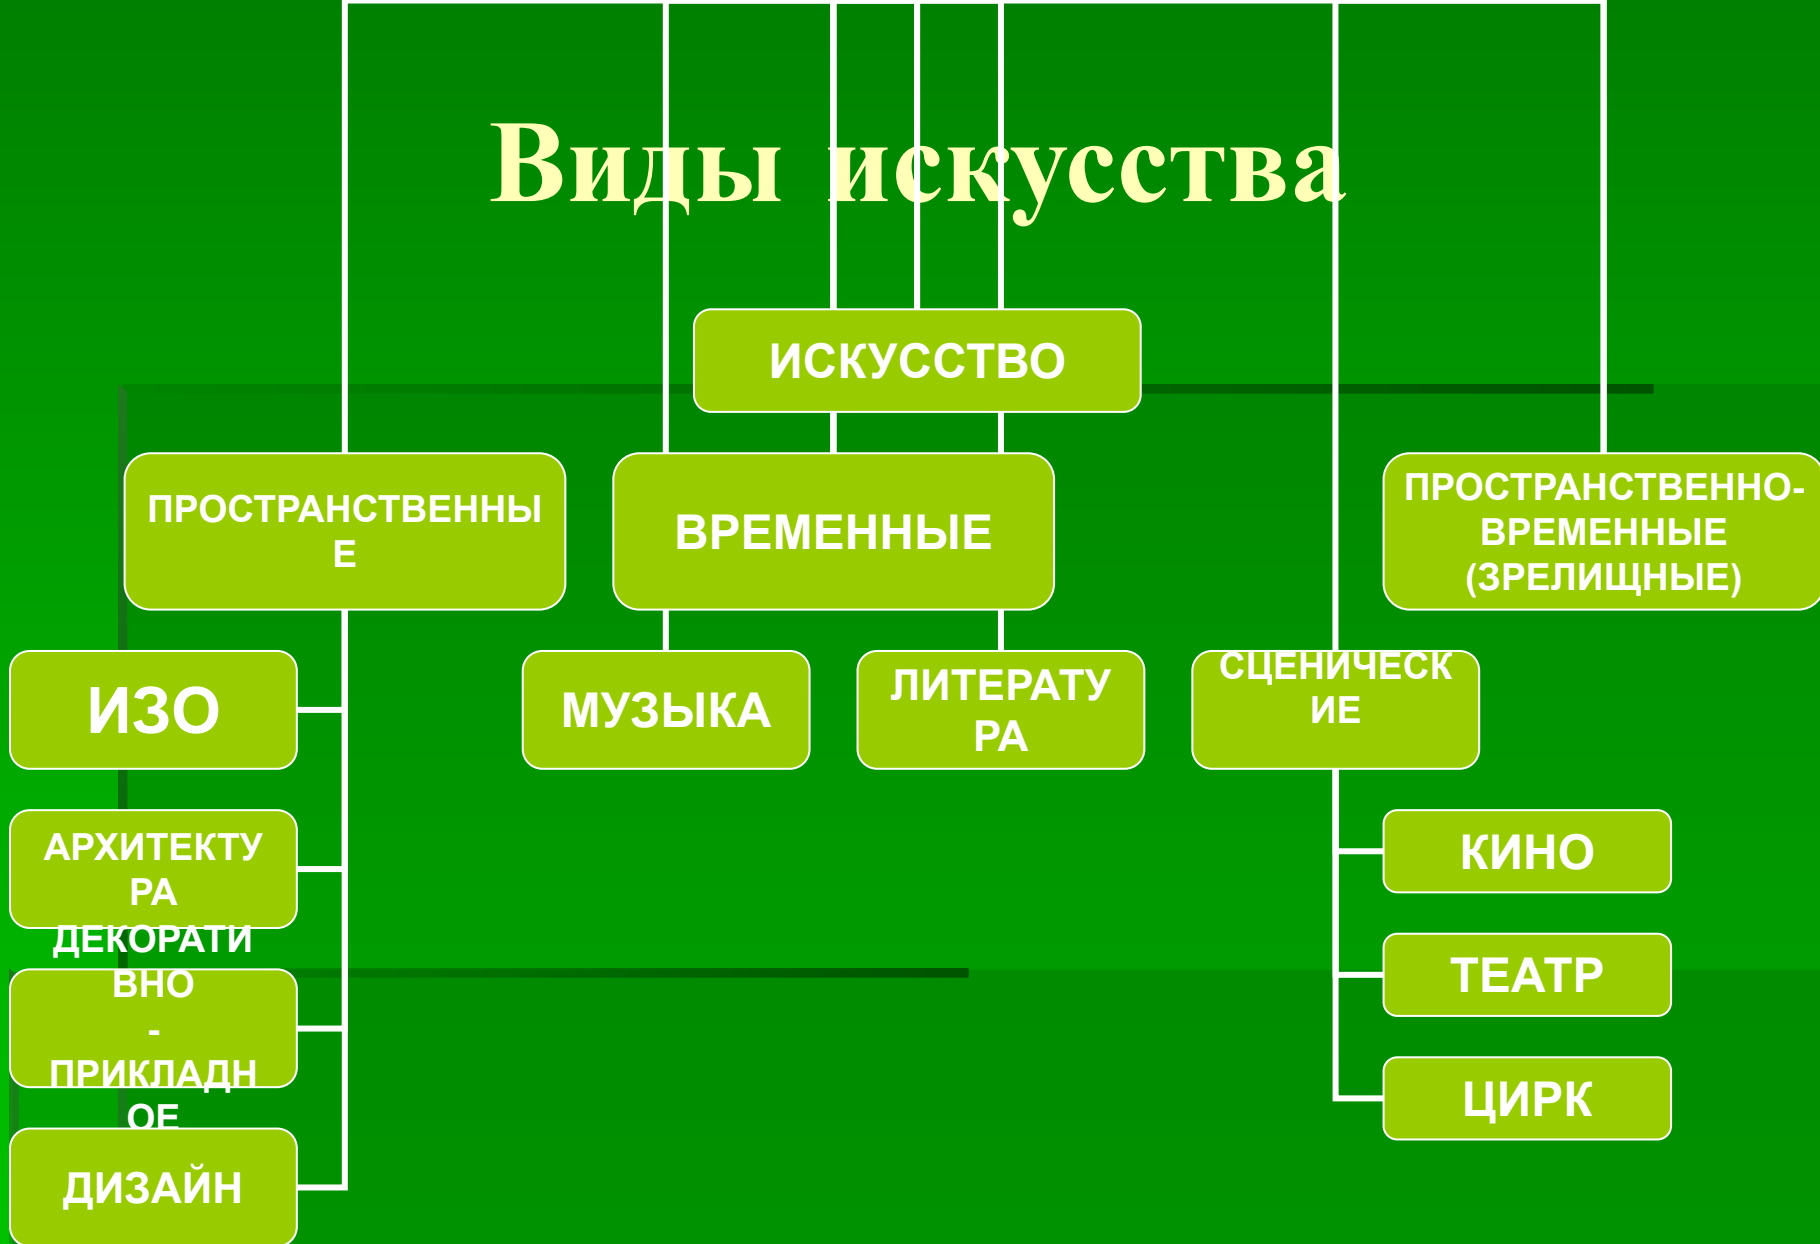 Виды искусства
ИСКУССТВО
ПРОСТРАНСТВЕННЫ
Е
ВРЕМЕННЫЕ
ПРОСТРАНСТВЕННО-
ВРЕМЕННЫЕ
(ЗРЕЛИЩНЫЕ)
ИЗО
МУЗЫКА
ЛИТЕРАТУ
РА
СЦЕНИЧЕСК
ИЕ
АРХИТЕКТУ
РА
ДЕКОРАТИ
ВНО
-
ПРИКЛАДН
ОЕ
ДИЗАЙН
КИНО
ТЕАТР
ЦИРК